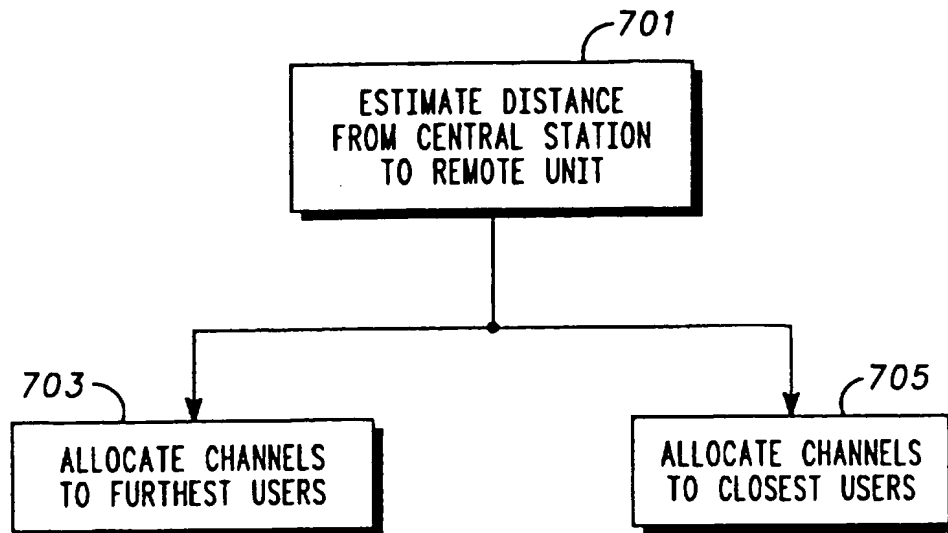 701
ESTIMATE DISTANCE
FROM CENTRAL STATION
TO REMOTE UNIT
703
ALLOCATE CHANNELS
TO FURTHEST USERS
705
ALLOCATE CHANNELS
TO CLOSEST USERS